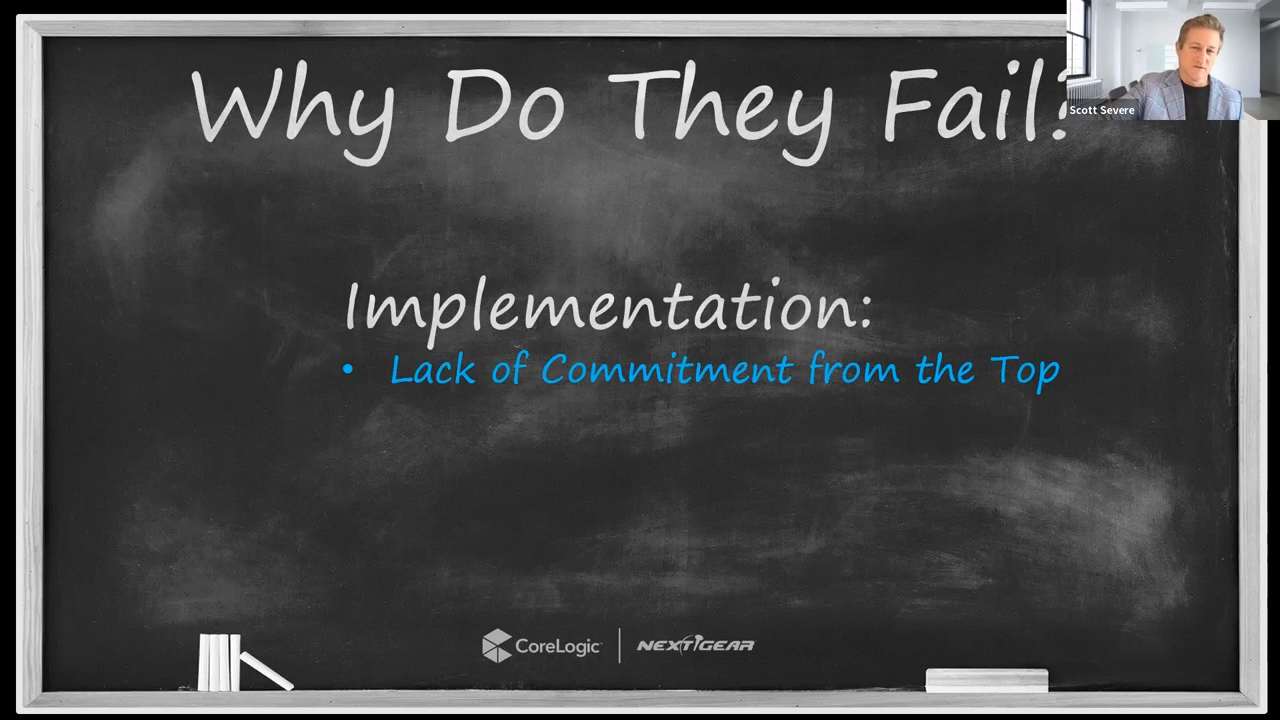 Why Do They Fail?
Scott Severe
Implementation:
• Lack of Commitment from the Top
CoreLogic | NEXTGEAR